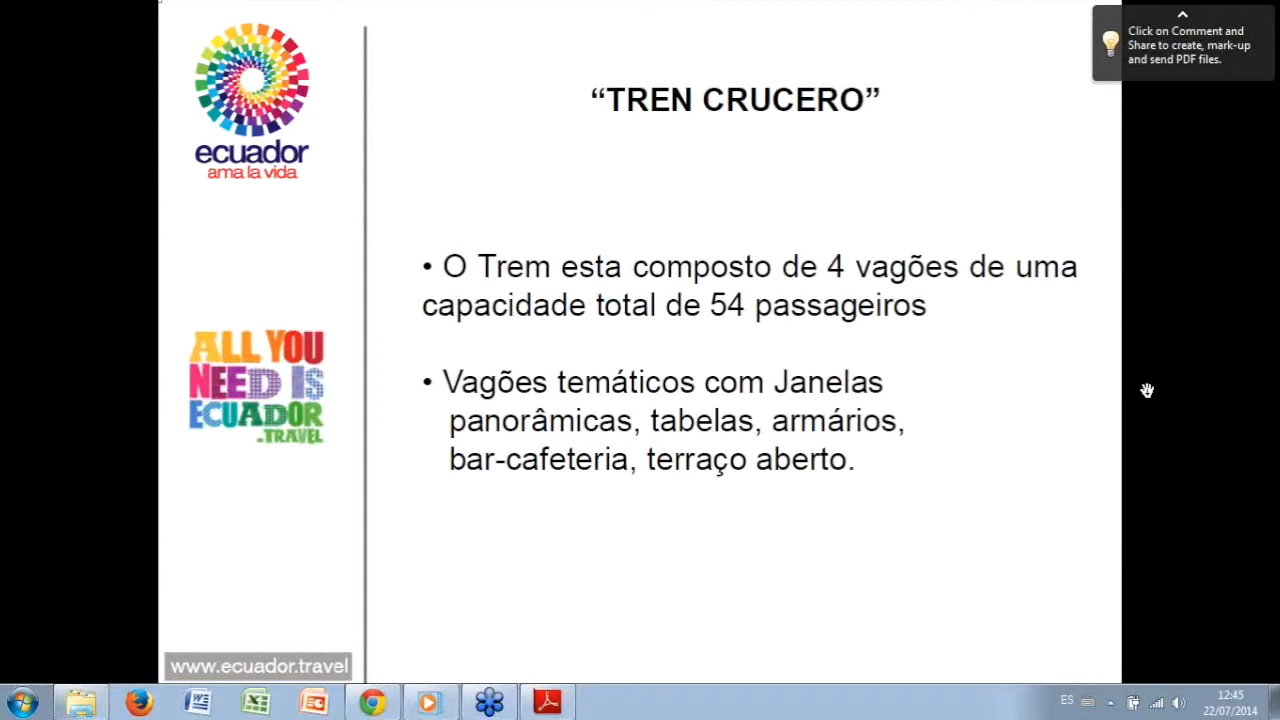 Click on Comment and
Share to create, mark-up
and send PDF files.
ecuador
ama la vida
“TREN CRUCERO”
• O Trem esta composto de 4 vagões de uma
capacidade total de 54 passageiros
ALL YOU
NEED IS
ECUADOR
.TRAVEL
• Vagões temáticos com Janelas
panorâmicas, tabelas, armários,
bar-cafeteria, terraço aberto.
www.ecuador.travel
ES
12:45
22/07/2014